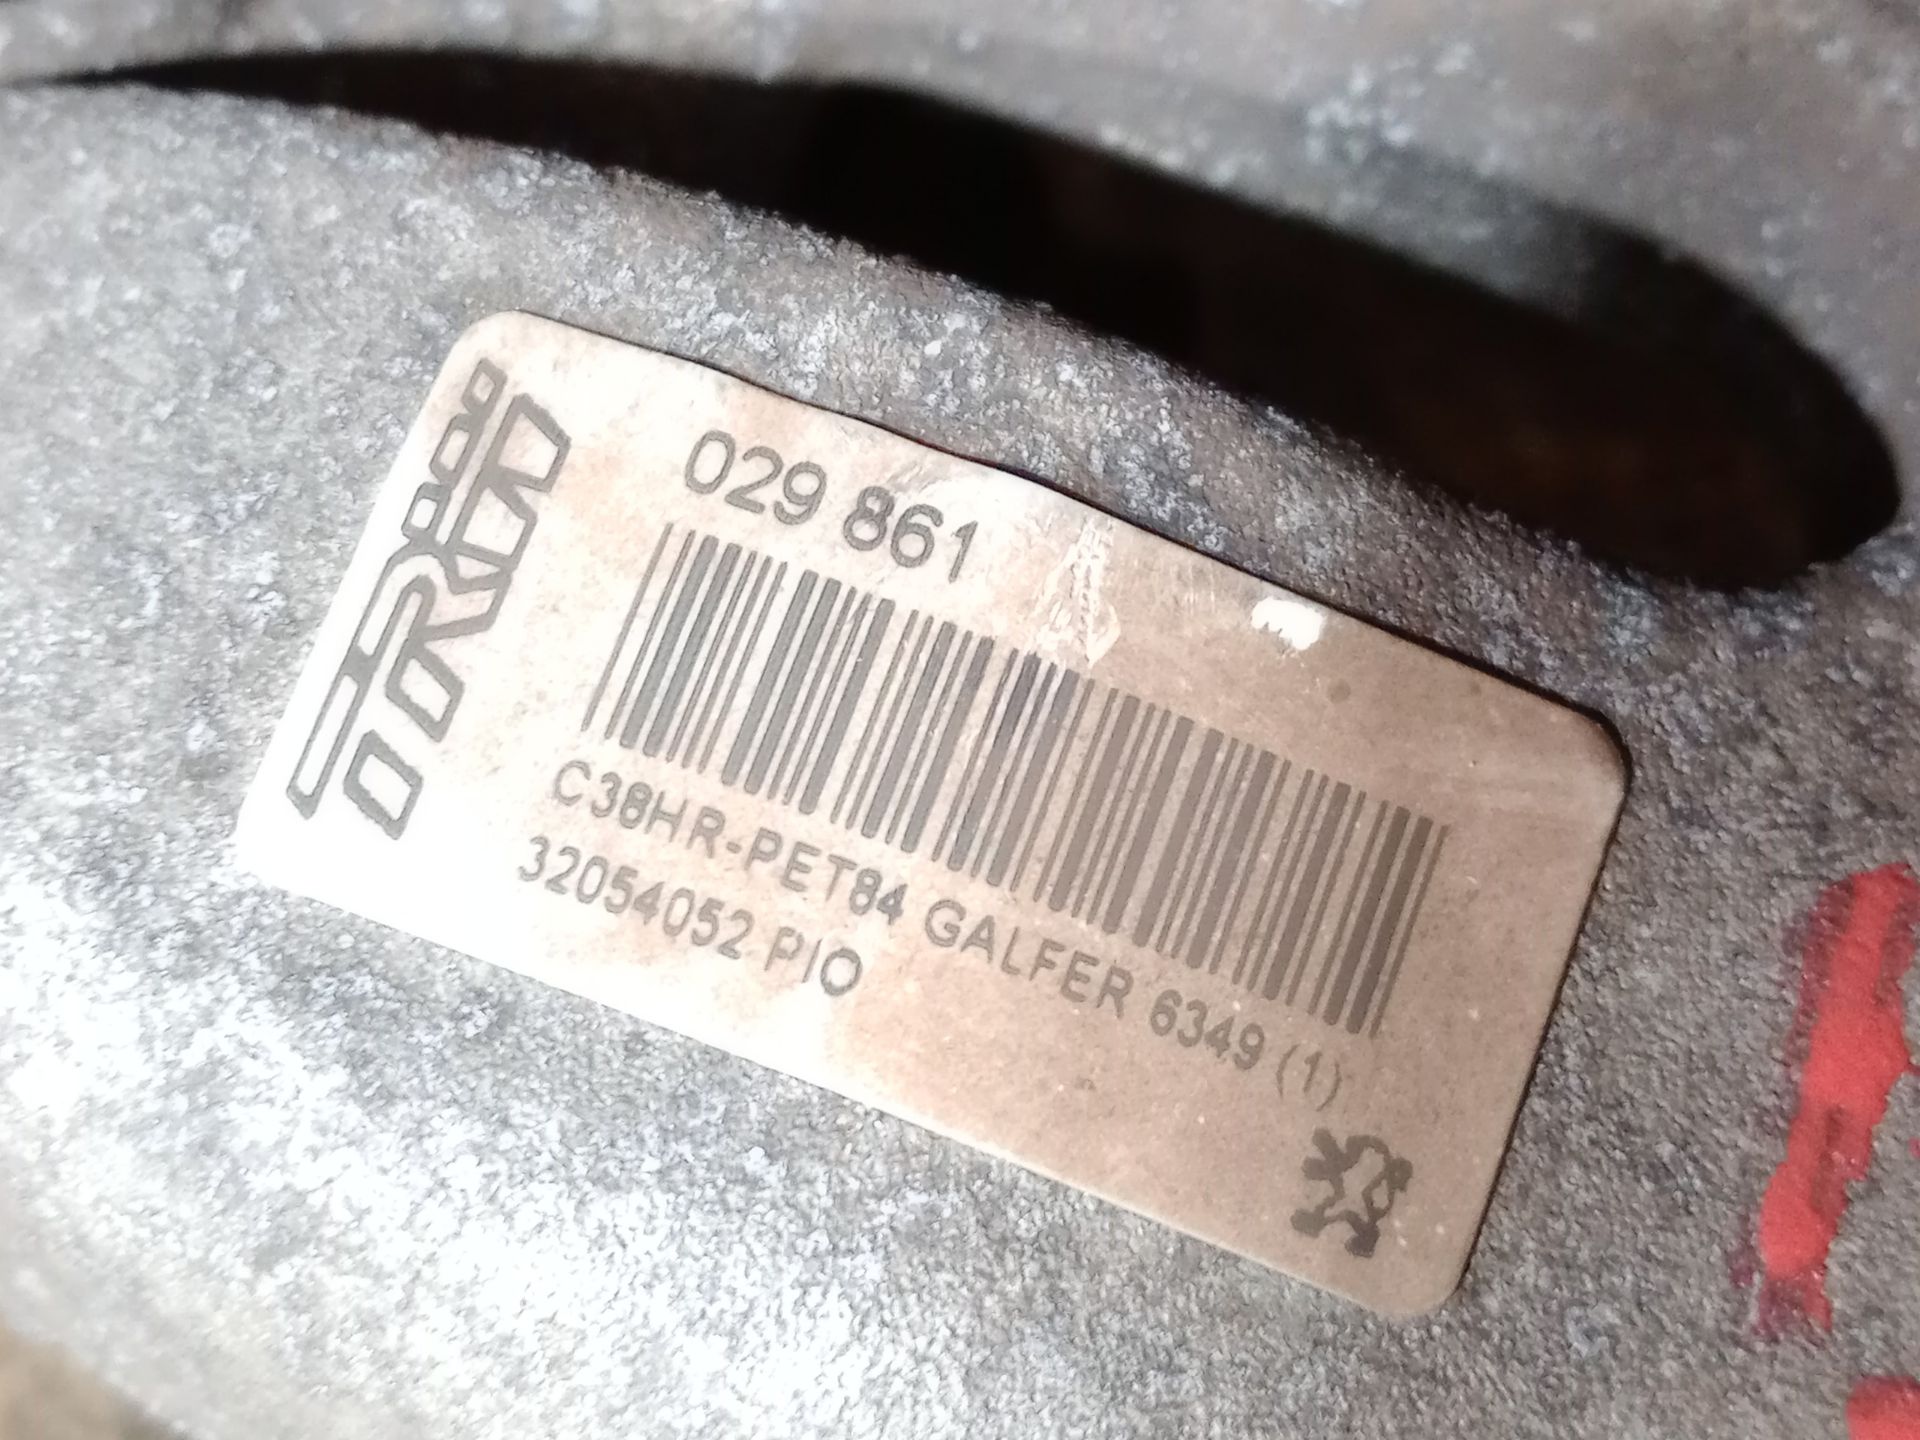 TRW
029 861
C38HR-PET84 GALFER 6349 (1)
32054052 PIO